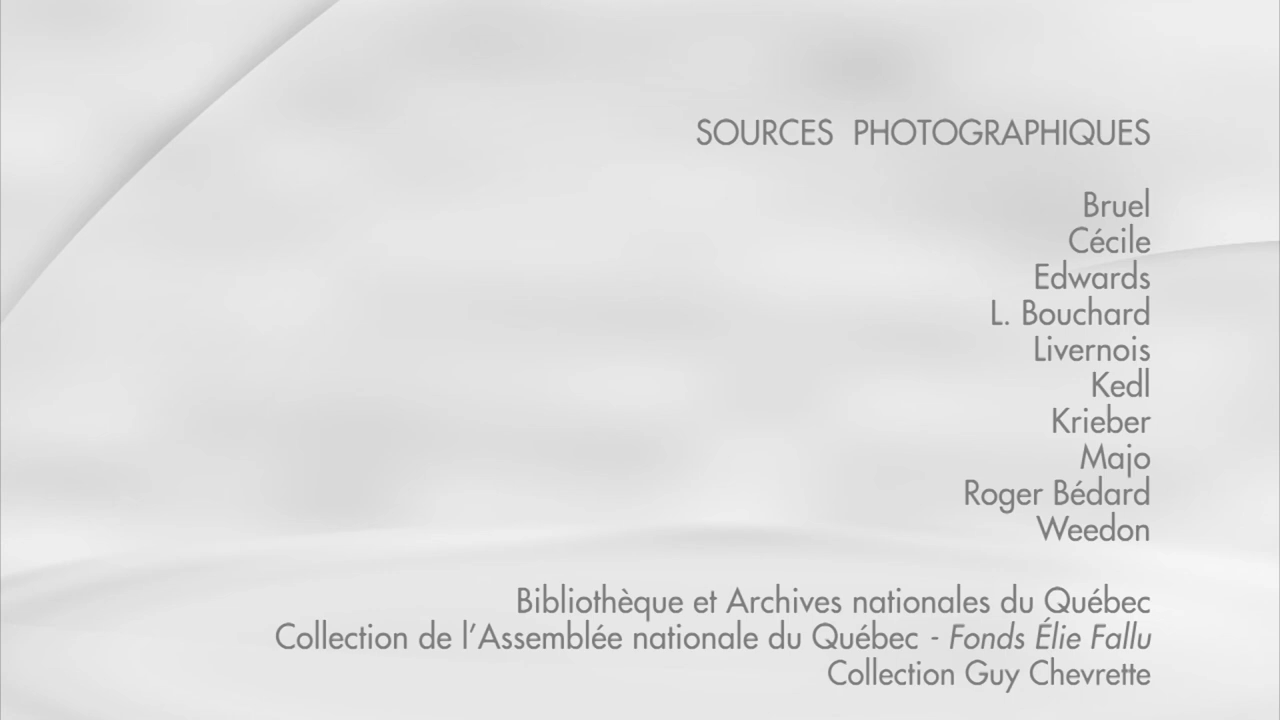 SOURCES PHOTOGRAPHIQUES
Bruel
Cécile
Edwards
L. Bouchard
Livernois
Kedl
Krieber
Majo
Roger Bédard
Weedon
Bibliothèque et Archives nationales du Québec
Collection de l’Assemblée nationale du Québec - Fonds Élie Fallu
Collection Guy Chevrette